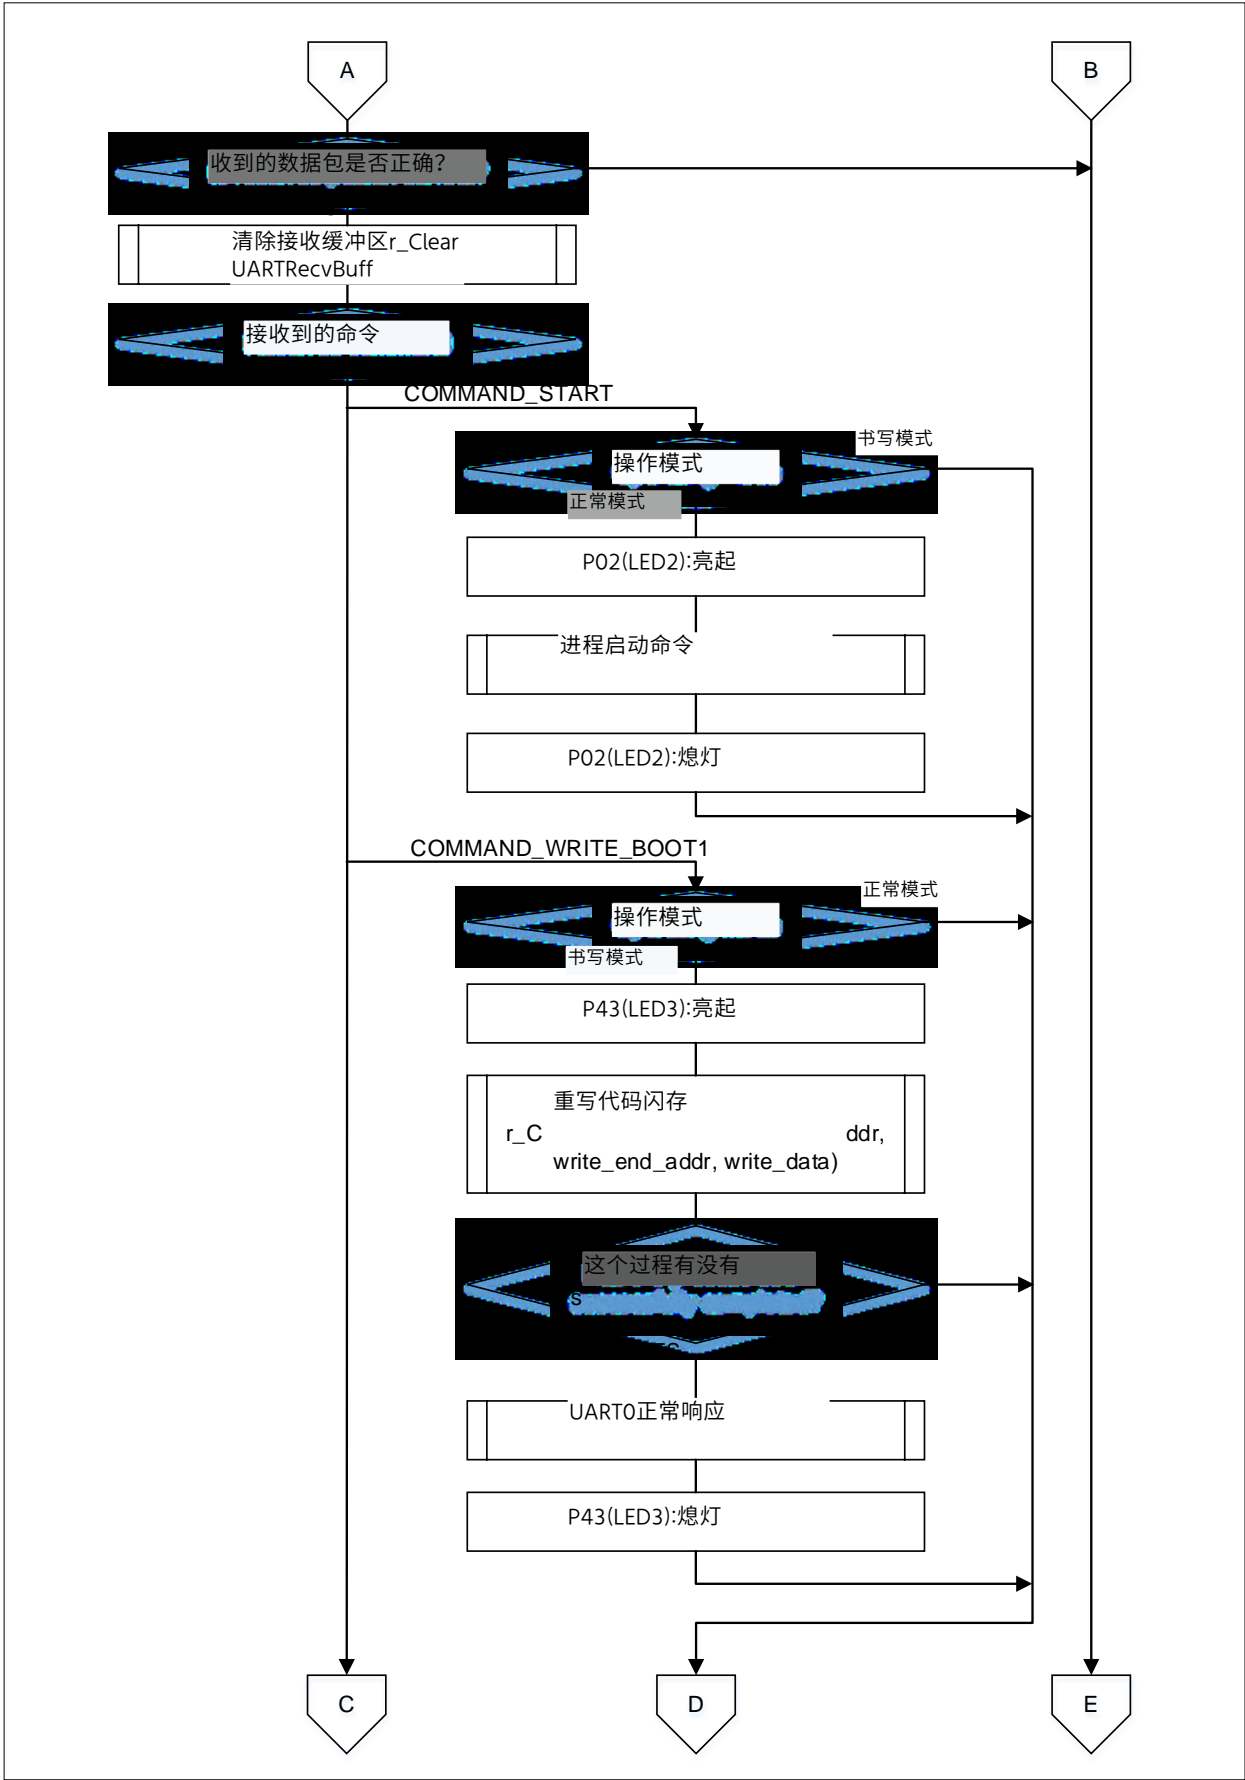 A
B
收到的数据包是否正确?
清除接收缓冲区r_Clear
UARTRecvBuff
接收到的命令
COMMAND_START
书写模式
操作模式
正常模式
P02(LED2):亮起
进程启动命令
P02(LED2):熄灯
COMMAND_WRITE_BOOT1
正常模式
操作模式
书写模式
P43(LED3):亮起
重写代码闪存
r_C ddr,
write_end_addr, write_data)
这个过程有没有
s
UART0正常响应
P43(LED3):熄灯
C
D
E